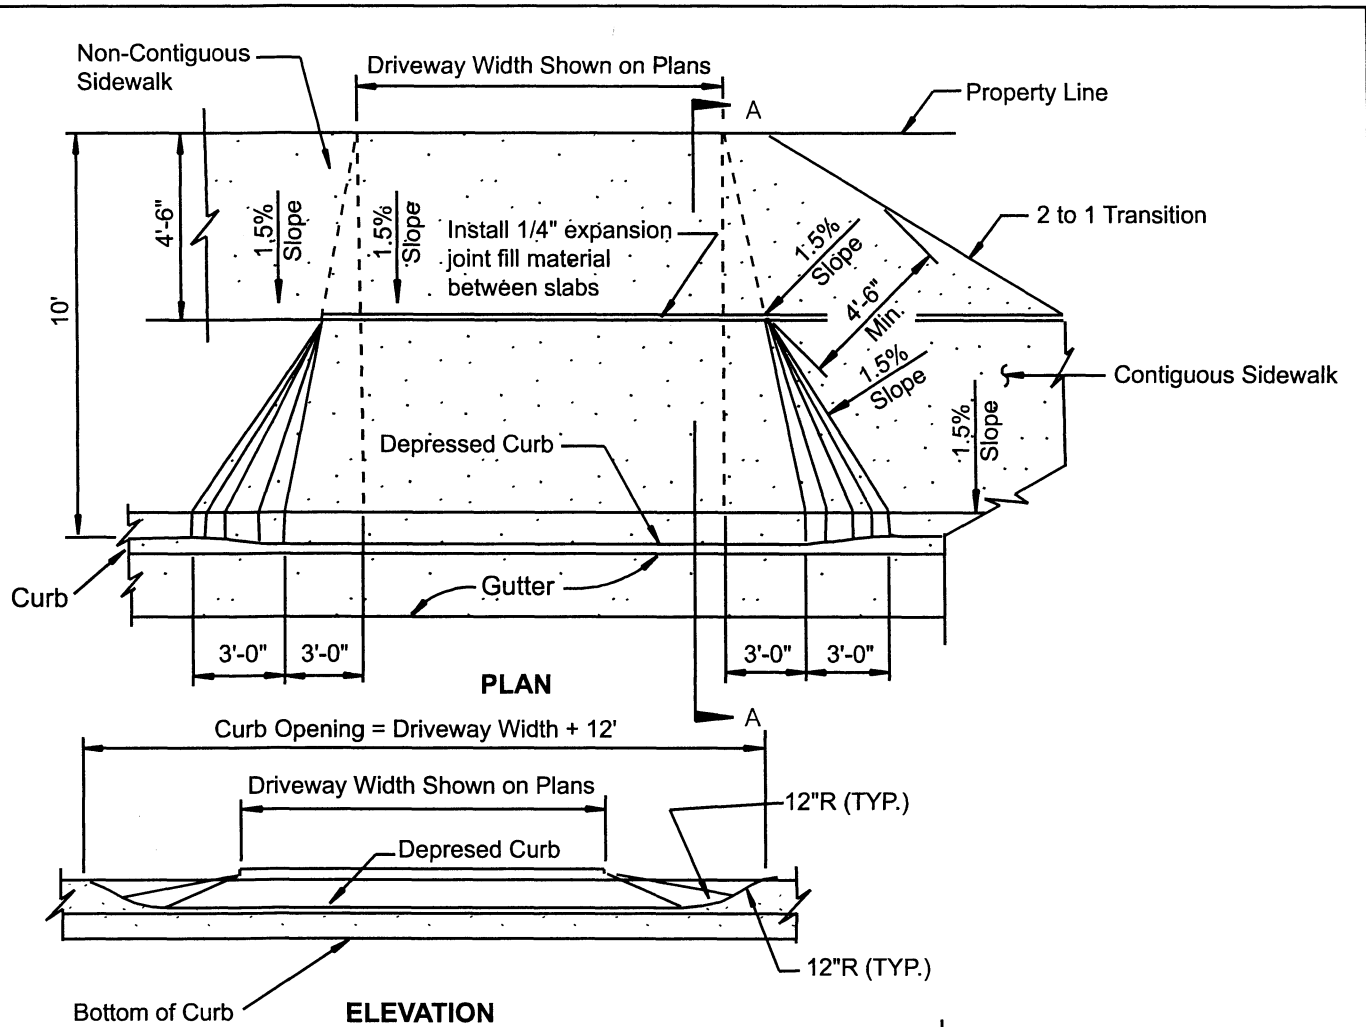 Non-Contiguous
Sidewalk
Driveway Width Shown on Plans
A
Property Line
10'
4'-6"
1.5%
Slope
1.5%
Slope
Install 1/4" expansion
joint fill material
between slabs
1.5%
Slope
2 to 1 Transition
4'-6"
Min.
1.5%
Slope
Contiguous Sidewalk
1.5%
Slope
Depressed Curb
Curb
Gutter
3'-0"
3'-0"
3'-0"
3'-0"
PLAN
A
Curb Opening = Driveway Width + 12'
Driveway Width Shown on Plans
12"R (TYP.)
Depresed Curb
12"R (TYP.)
Bottom of Curb
ELEVATION